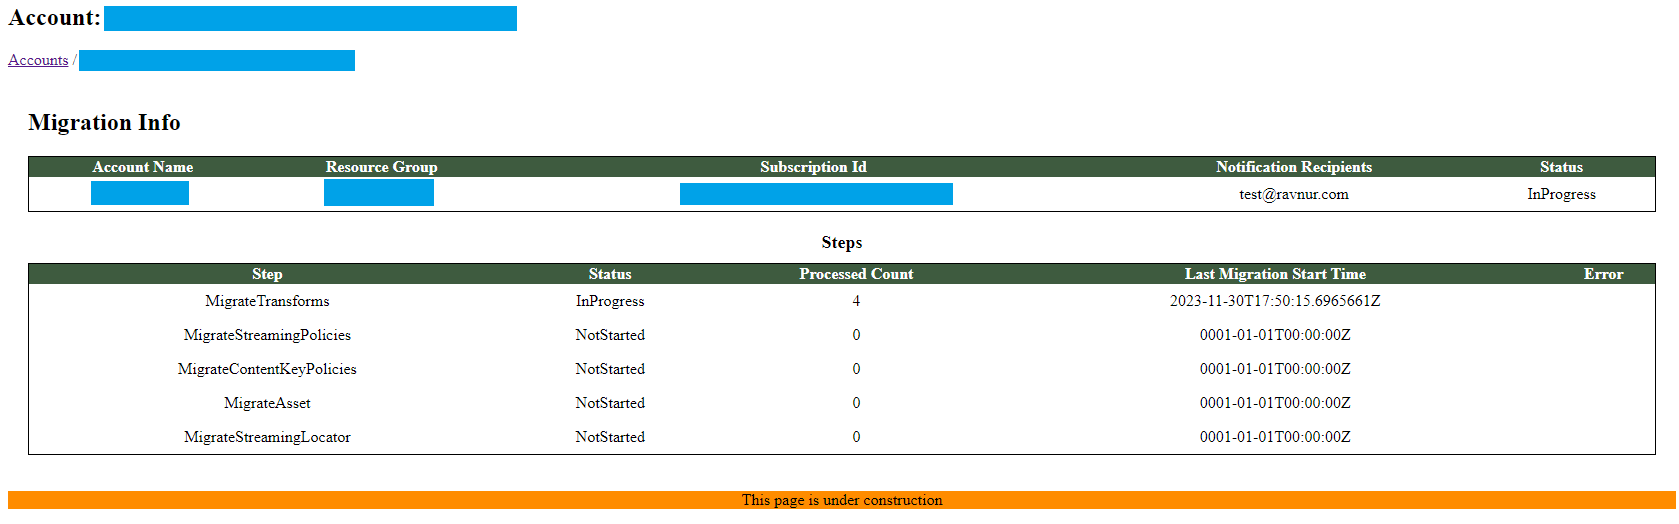 Account:
Accounts /
Migration Info
Account Name Resource Group Subscription Id Notification Recipients Status
test@ravnur.com InProgress
Steps
Step Status Processed Count Last Migration Start Time Error
MigrateTransforms InProgress 4 2023-11-30T17:50:15.6965661Z
MigrateStreamingPolicies NotStarted 0 0001-01-01T00:00:00Z
MigrateContentKeyPolicies NotStarted 0 0001-01-01T00:00:00Z
MigrateAsset NotStarted 0 0001-01-01T00:00:00Z
MigrateStreamingLocator NotStarted 0 0001-01-01T00:00:00Z
This page is under construction